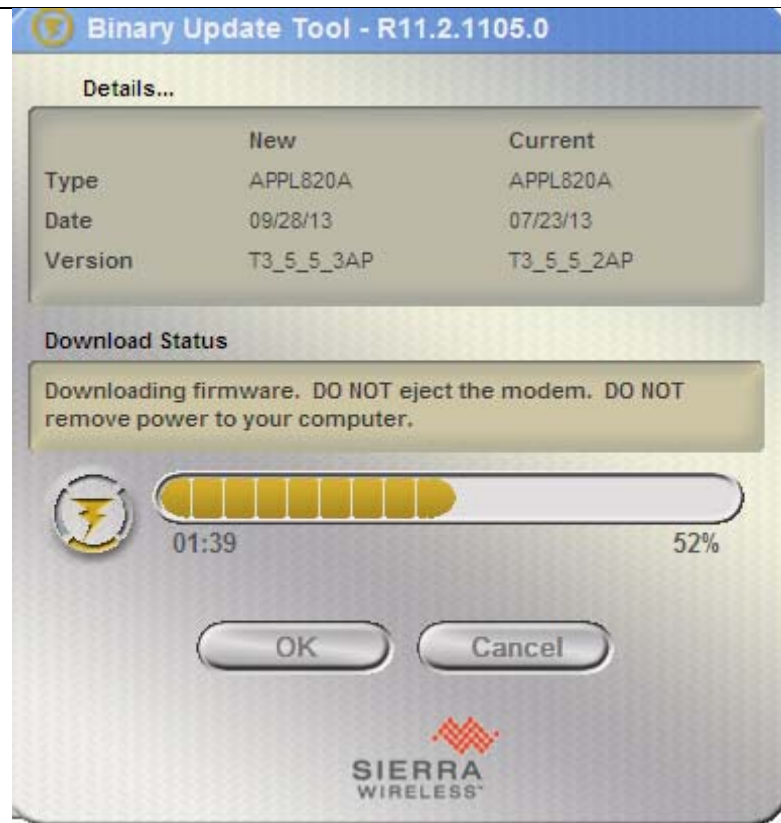 Binary Update Tool - R11.2.1105.0
Details...
New Current
Type APPL820A APPL820A
Date 09/28/13 07/23/13
Version T3_5_5_3AP T3_5_5_2AP
Download Status
Downloading firmware. DO NOT eject the modem. DO NOT
remove power to your computer.
01:39 52%
OK Cancel
SIERRA
WIRELESS